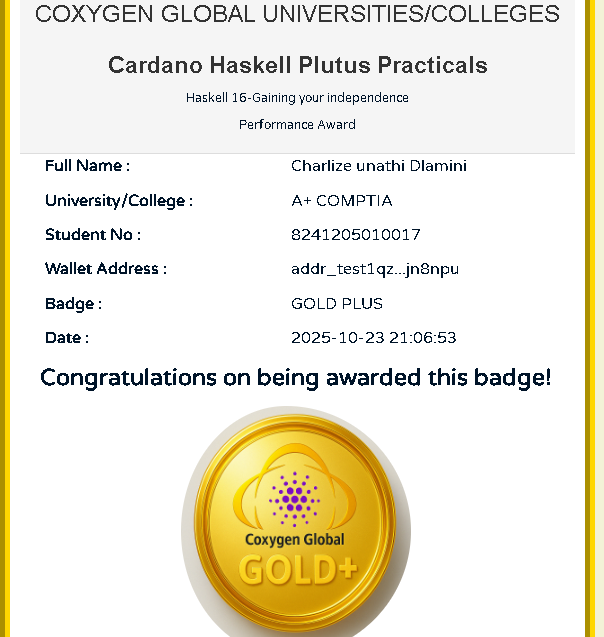 COXYGEN GLOBAL UNIVERSITIES/COLLEGES
Cardano Haskell Plutus Practicals
Haskell 16-Gaining your independence
Performance Award
Full Name : Charlize unathi Dlamini
University/College : A+ COMPTIA
Student No : 8241205010017
Wallet Address : addr_test1qz...jn8npu
Badge : GOLD PLUS
Date : 2025-10-23 21:06:53
Congratulations on being awarded this badge!
Coxygen Global
GOLD+